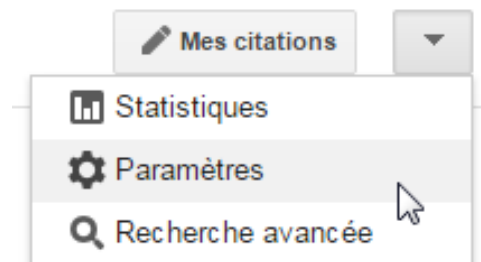 Mes citations
Statistiques
Paramètres
Recherche avancée